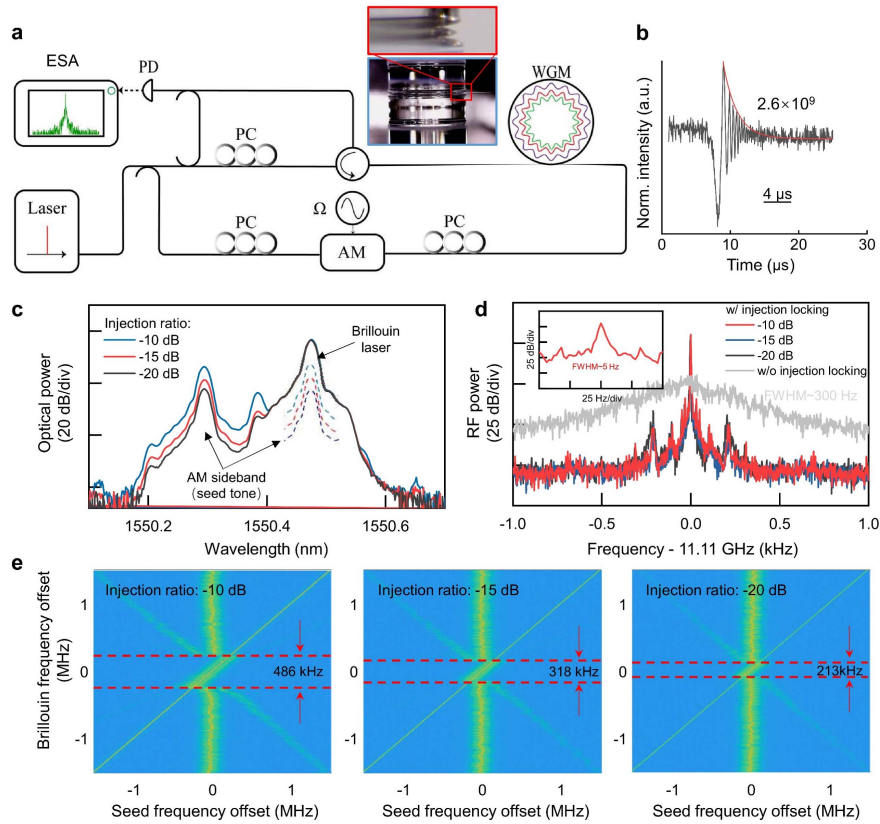 a
ESA
PD
PC
WGM
Laser
Ω
PC
AM
PC
b
Norm. intensity (a.u.)
2.6×10⁹
4 µs
0
10
20
30
Time (µs)
c
Injection ratio:
-10 dB
-15 dB
-20 dB
Brillouin
laser
AM sideband
(seed tone)
Optical power
(20 dB/div)
1550.2
1550.4
1550.6
Wavelength (nm)
d
w/ injection locking
-10 dB
-15 dB
-20 dB
w/o injection locking
FWHM~300 Hz
25 dB/div
FWHM~5 Hz
25 Hz/div
RF power
(25 dB/div)
-1.0
-0.5
0.0
0.5
1.0
Frequency - 11.11 GHz (kHz)
e
Brillouin frequency offset
(MHz)
Injection ratio: -10 dB
1
0
-1
486 kHz
-1
0
1
Seed frequency offset (MHz)
Injection ratio: -15 dB
1
0
-1
318 kHz
-1
0
1
Seed frequency offset (MHz)
Injection ratio: -20 dB
1
0
-1
213kHz
-1
0
1
Seed frequency offset (MHz)